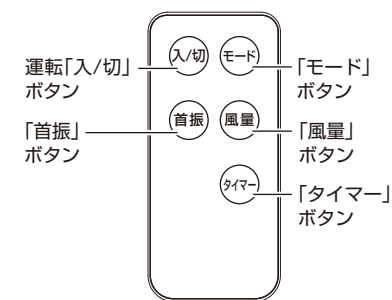 運転「入/切」
ボタン
入/切
モード
「モード」
ボタン
「首振」
ボタン
首振
風量
「風量」
ボタン
タイマー
「タイマー」
ボタン